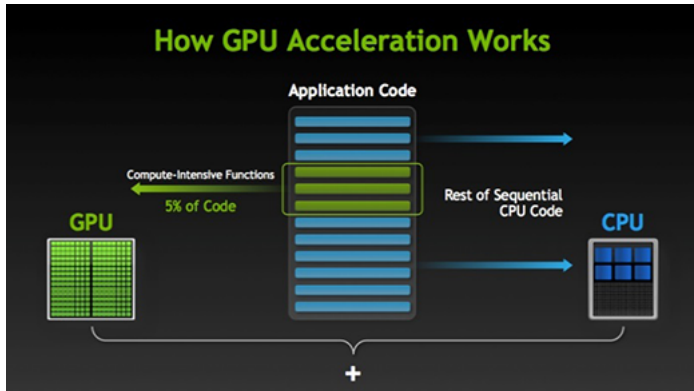 How GPU Acceleration Works
Application Code
Compute-Intensive Functions
5% of Code
Rest of Sequential
CPU Code
GPU
CPU
+